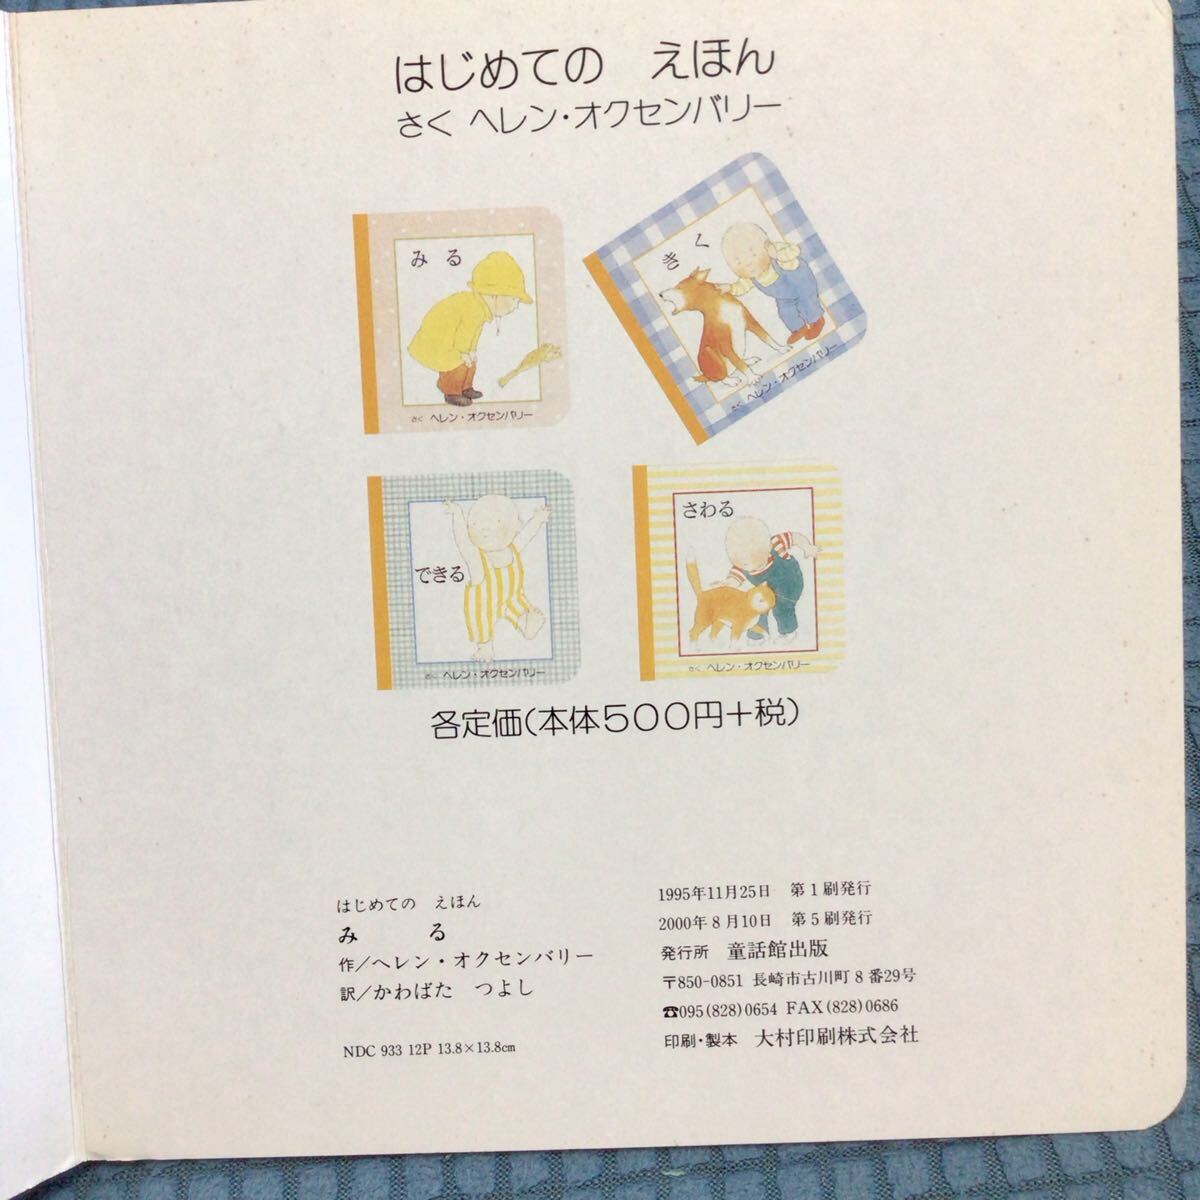 はじめての えほん
さく ヘレン・オクセンバリー
みる
さく ヘレン・オクセンバリー
きく
さく ヘレン・オクセンバリー
できる
さく ヘレン・オクセンバリー
さわる
さく ヘレン・オクセンバリー
各定価(本体500円+税)
はじめての えほん
み る
作/ヘレン・オクセンバリー
訳/かわばた つよし
NDC 933 12P 13.8×13.8cm
1995年11月25日 第1刷発行
2000年8月10日 第5刷発行
発行所 童話館出版
〒850-0851 長崎市古川町8番29号
☎095(828)0654 FAX(828)0686
印刷・製本 大村印刷株式会社